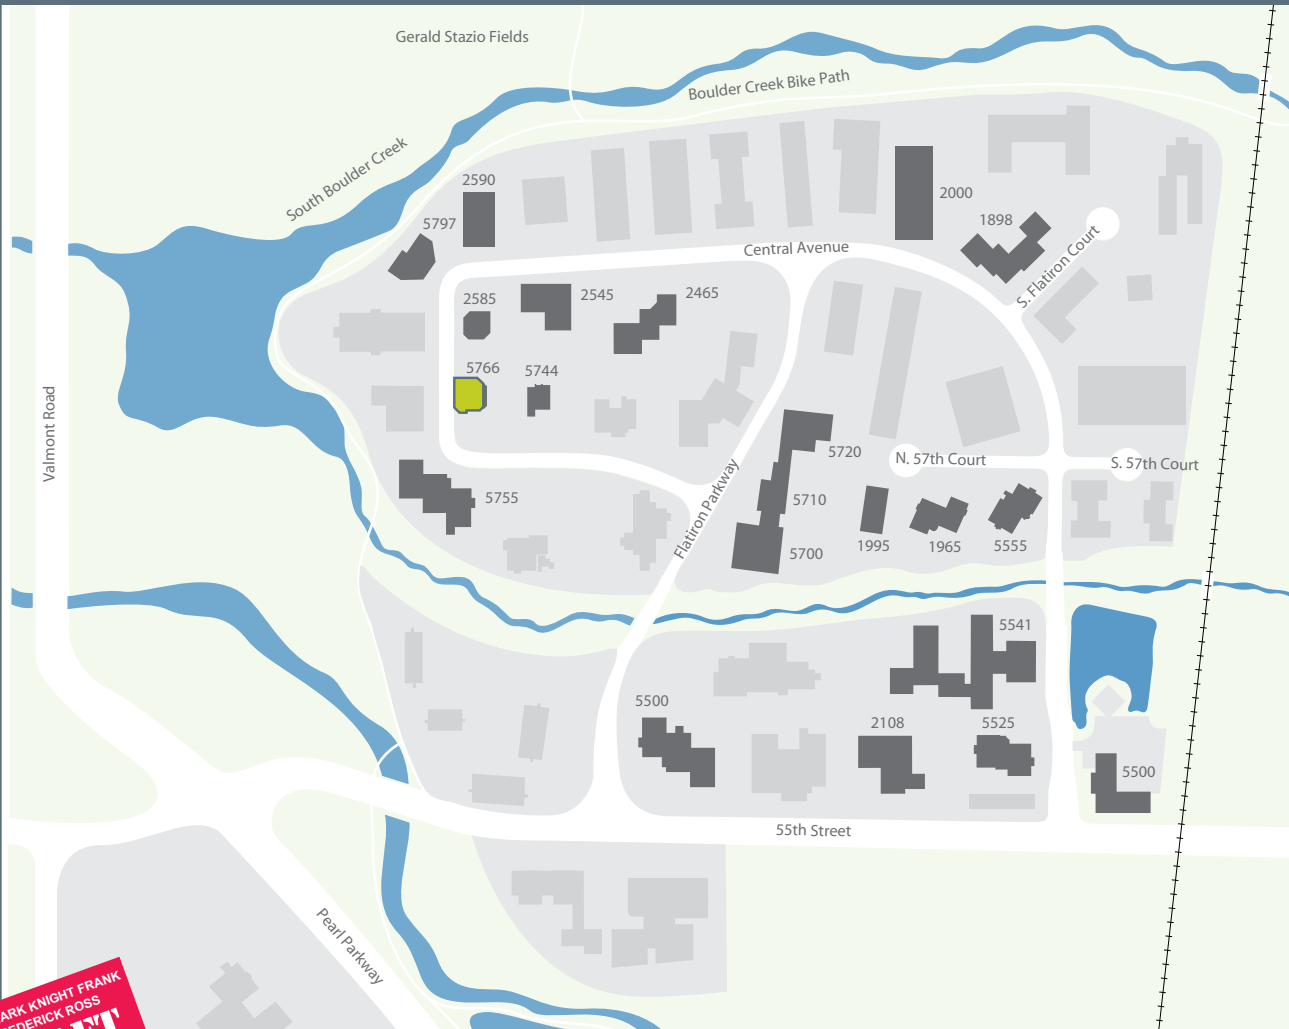 Gerald Stazio Fields
Boulder Creek Bike Path
South Boulder Creek
2590
2000
5797
1898
Central Avenue
S. Flatiron Court
2585
2545
2465
5766
5744
Valmont Road
5720
N. 57th Court
S. 57th Court
5755
5710
Flatiron Parkway
1995
1965
5555
5700
5541
5500
2108
5525
5500
55th Street
Pearl Parkway
ARK KNIGHT FRANK
EDERICK ROSS